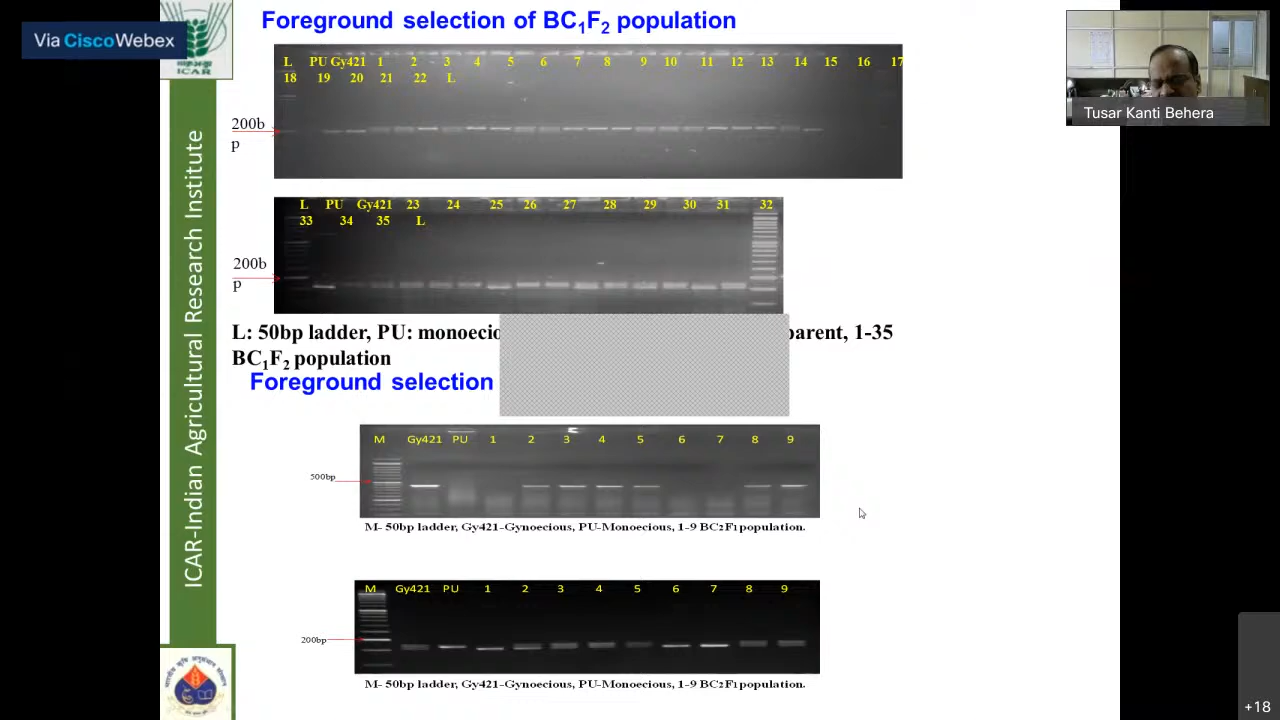 Via Cisco Webex
ICAR
ICAR-Indian Agricultural Research Institute
Foreground selection of BC1F2 population
L PU Gy421 1 2 3 4 5 6 7 8 9 10 11 12 13 14 15 16 17
18 19 20 21 22 L
200b
p
L PU Gy421 23 24 25 26 27 28 29 30 31 32
33 34 35 L
200b
p
L: 50bp ladder, PU: parent, 1-35
BC1F2 population
Foreground selection
M Gy421 PU 1 2 3 4 5 6 7 8 9
500bp
M- 50bp ladder, Gy421-Gynoecious, PU-Monoecious, 1-9 BC2F1 population.
M Gy421 PU 1 2 3 4 5 6 7 8 9
200bp
M- 50bp ladder, Gy421-Gynoecious, PU-Monoecious, 1-9 BC2F1 population.
Tusar Kanti Behera
+18